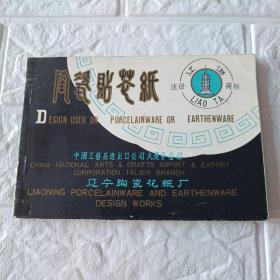 陶瓷贴花纸
注册 商标
辽塔
LIAO TA
DESIGN USED ON PORCELAINWARE OR EARTHENWARE
中国工艺品进出口公司大连分公司
CHINA NATIONAL ARTS & CRAFTS IMPORT & EXPORT
CORPORATION TALIEN BRANCH
辽宁陶瓷花纸厂
LIAONING PORCELAINWARE AND EARTHENWARE
DESIGN WORKS